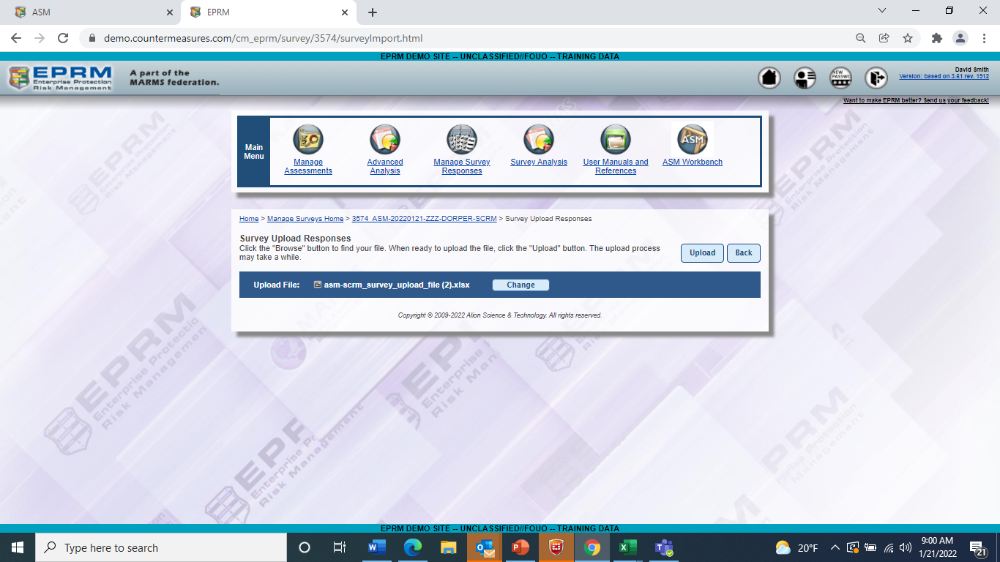 ASM
EPRM
demo.countermeasures.com/cm_eprm/survey/3574/surveyImport.html
EPRM DEMO SITE -- UNCLASSIFIED//FOUO -- TRAINING DATA
EPRM
Enterprise Protection
Risk Management
A part of the
MARMS federation.
NEW
PASSWO
David Smith
Version: based on 3.61 rev. 1912
Want to make EPRM better? Send us your feedback!
Main
Menu
Manage
Assessments
Advanced
Analysis
Manage Survey
Responses
Survey Analysis
User Manuals and
References
ASM
ASM Workbench
Home > Manage Surveys Home > 3574_ASM-20220121-ZZZ-DORPER-SCRM > Survey Upload Responses
Survey Upload Responses
Click the "Browse" button to find your file. When ready to upload the file, click the "Upload" button. The upload process
may take a while.
Upload
Back
Upload File:
asm-scrm_survey_upload_file (2).xlsx
Change
Copyright © 2009-2022 Alion Science & Technology. All rights reserved.
EPRM
Enterprise Protection
Risk Management
EPRM DEMO SITE -- UNCLASSIFIED//FOUO -- TRAINING DATA
Type here to search
20°F
9:00 AM
1/21/2022
21